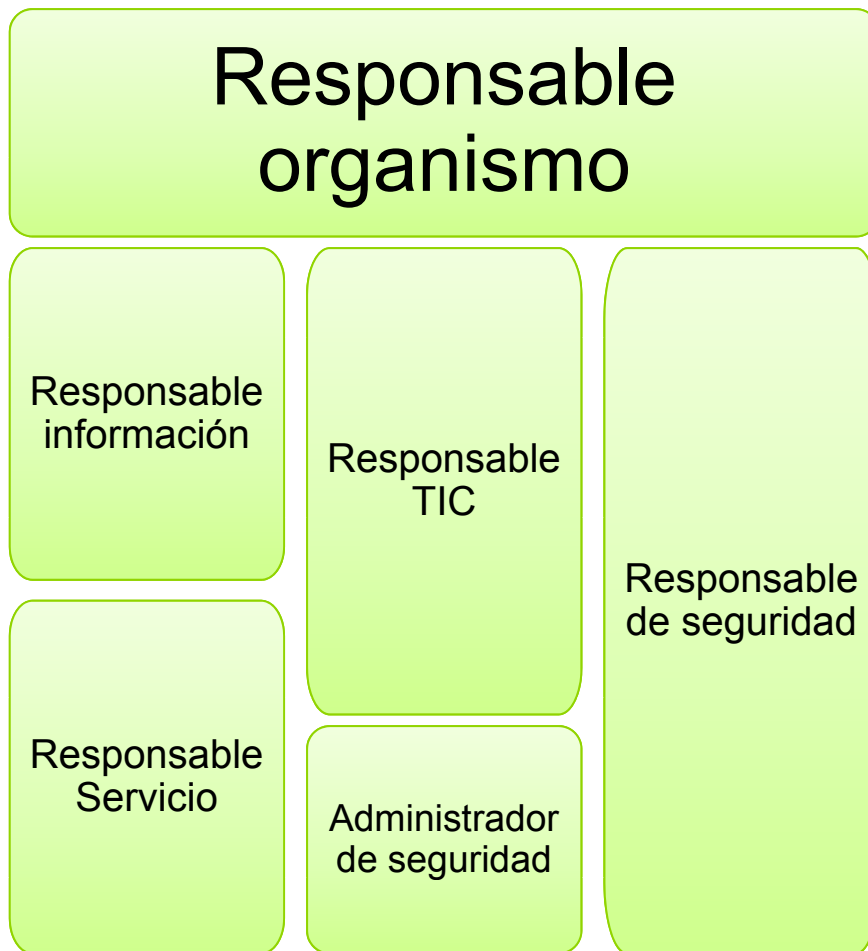 Responsable
organismo
Responsable
información
Responsable
Servicio
Responsable
TIC
Administrador
de seguridad
Responsable
de seguridad